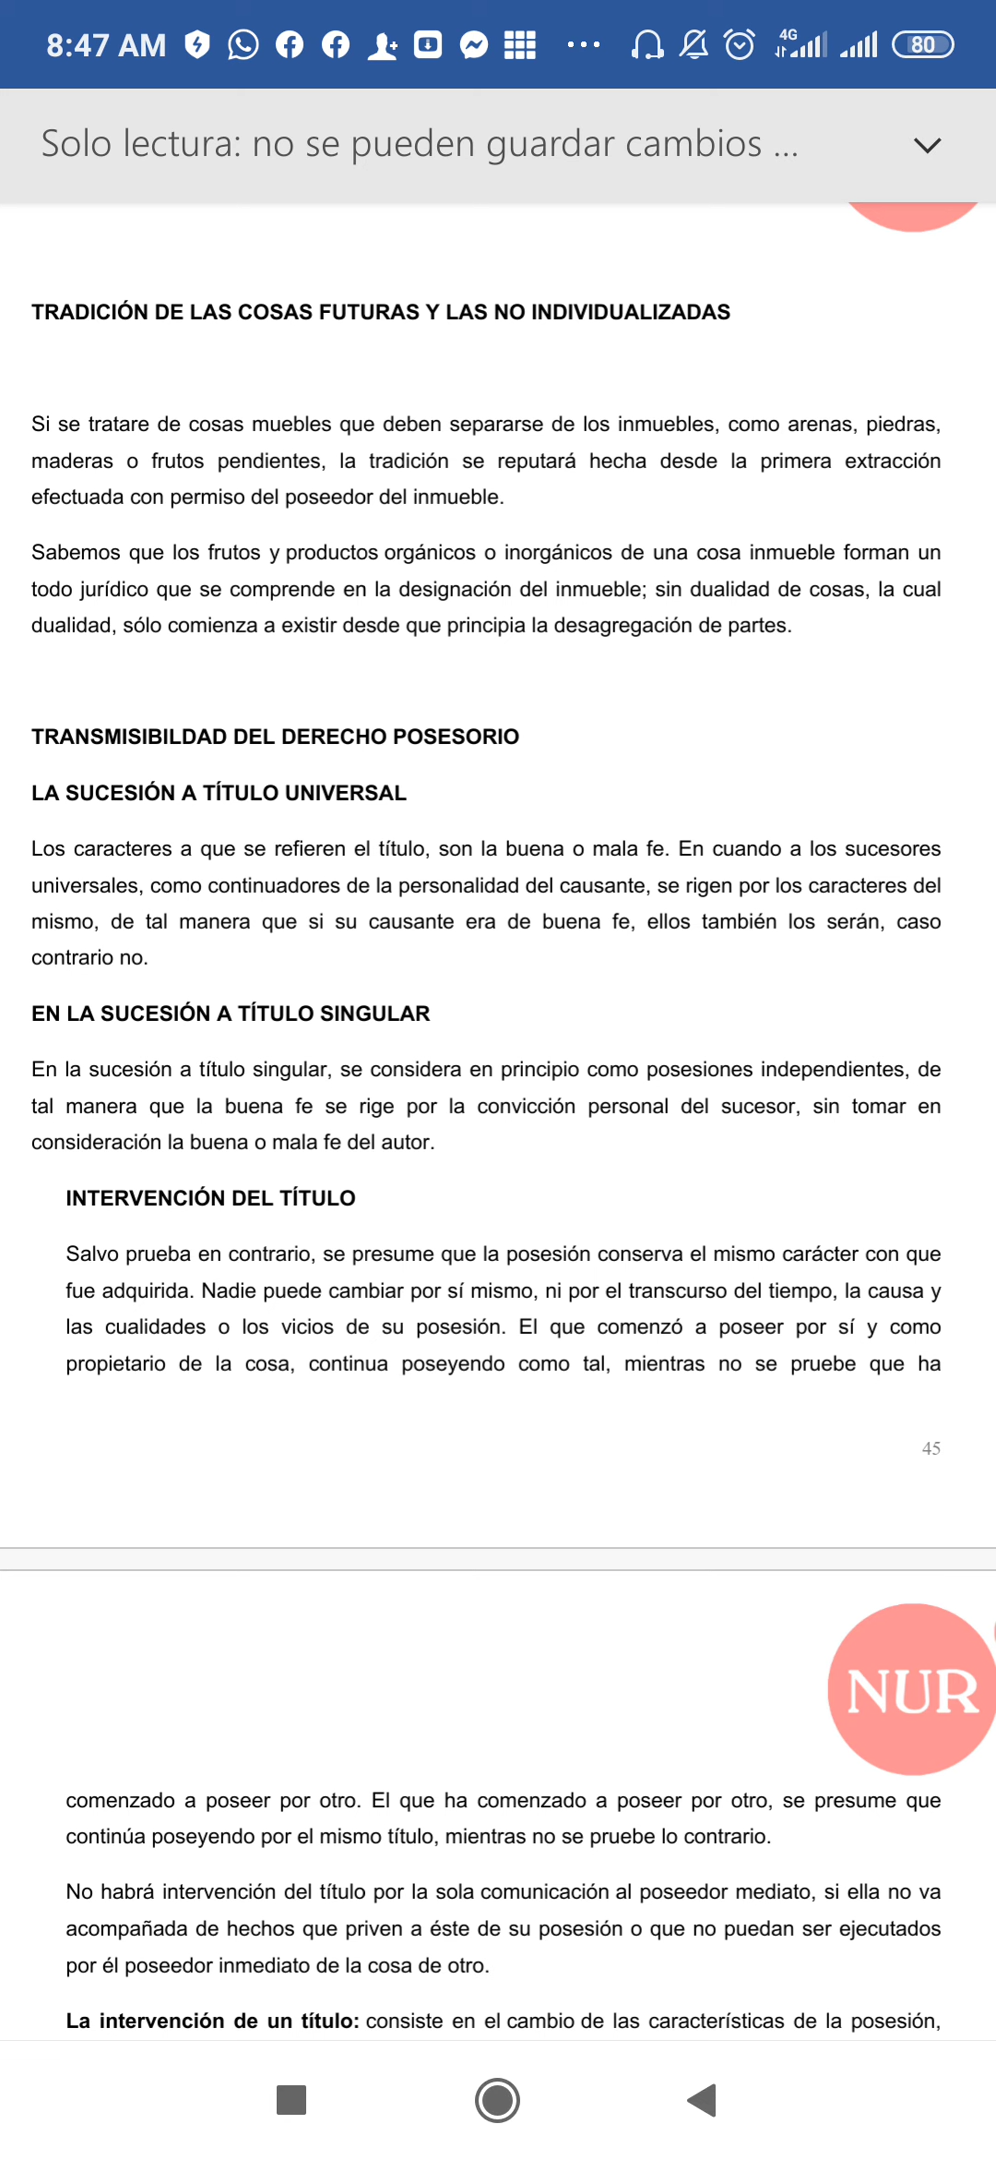 8:47 AM
4G
80
Solo lectura: no se pueden guardar cambios ...
TRADICIÓN DE LAS COSAS FUTURAS Y LAS NO INDIVIDUALIZADAS
Si se tratare de cosas muebles que deben separarse de los inmuebles, como arenas, piedras,
maderas o frutos pendientes, la tradición se reputará hecha desde la primera extracción
efectuada con permiso del poseedor del inmueble.
Sabemos que los frutos y productos orgánicos o inorgánicos de una cosa inmueble forman un
todo jurídico que se comprende en la designación del inmueble; sin dualidad de cosas, la cual
dualidad, sólo comienza a existir desde que principia la desagregación de partes.
TRANSMISIBILDAD DEL DERECHO POSESORIO
LA SUCESIÓN A TÍTULO UNIVERSAL
Los caracteres a que se refieren el título, son la buena o mala fe. En cuando a los sucesores
universales, como continuadores de la personalidad del causante, se rigen por los caracteres del
mismo, de tal manera que si su causante era de buena fe, ellos también los serán, caso
contrario no.
EN LA SUCESIÓN A TÍTULO SINGULAR
En la sucesión a título singular, se considera en principio como posesiones independientes, de
tal manera que la buena fe se rige por la convicción personal del sucesor, sin tomar en
consideración la buena o mala fe del autor.
INTERVENCIÓN DEL TÍTULO
Salvo prueba en contrario, se presume que la posesión conserva el mismo carácter con que
fue adquirida. Nadie puede cambiar por sí mismo, ni por el transcurso del tiempo, la causa y
las cualidades o los vicios de su posesión. El que comenzó a poseer por sí y como
propietario de la cosa, continua poseyendo como tal, mientras no se pruebe que ha
45
NUR
comenzado a poseer por otro. El que ha comenzado a poseer por otro, se presume que
continúa poseyendo por el mismo título, mientras no se pruebe lo contrario.
No habrá intervención del título por la sola comunicación al poseedor mediato, si ella no va
acompañada de hechos que priven a éste de su posesión o que no puedan ser ejecutados
por él poseedor inmediato de la cosa de otro.
La intervención de un título: consiste en el cambio de las características de la posesión,